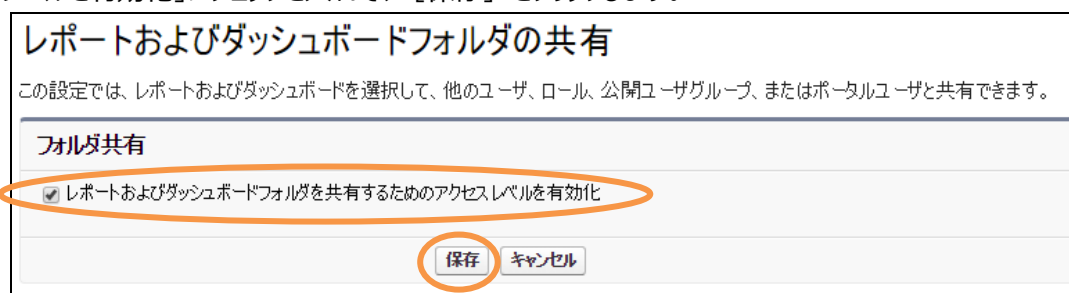 レポートおよびダッシュボードフォルダの共有
この設定では、レポートおよびダッシュボードを選択して、他のユーザ、ロール、公開ユーザグループ、またはポータルユーザと共有できます。
フォルダ共有
レポートおよびダッシュボードフォルダを共有するためのアクセスレベルを有効化
保存 キャンセル